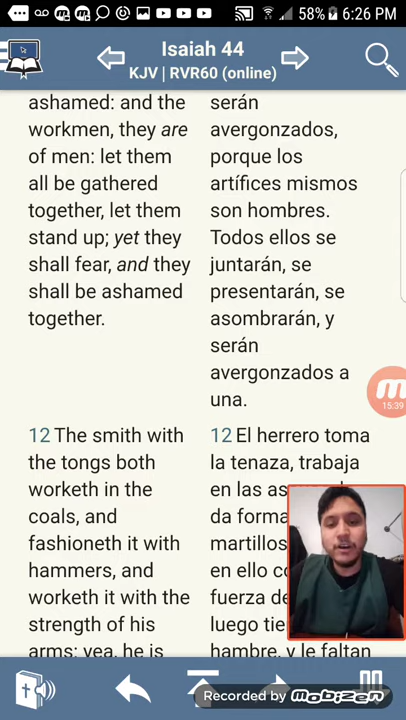 58% 6:26 PM
Isaiah 44
KJV | RVR60 (online)
ashamed: and the
workmen, they are
of men: let them
all be gathered
together, let them
stand up; yet they
shall fear, and they
shall be ashamed
together.
serán
avergonzados,
porque los
artífices mismos
son hombres.
Todos ellos se
juntarán, se
presentarán, se
asombrarán, y
serán
avergonzados a
una.
12 The smith with
the tongs both
worketh in the
coals, and
fashioneth it with
hammers, and
worketh it with the
strength of his
arms: yea, he is
12 El herrero toma
la tenaza, trabaja
en las
da forma
martillos
en ello
fuerza de
luego
hambre, y le faltan
15:39
Recorded by mobizen